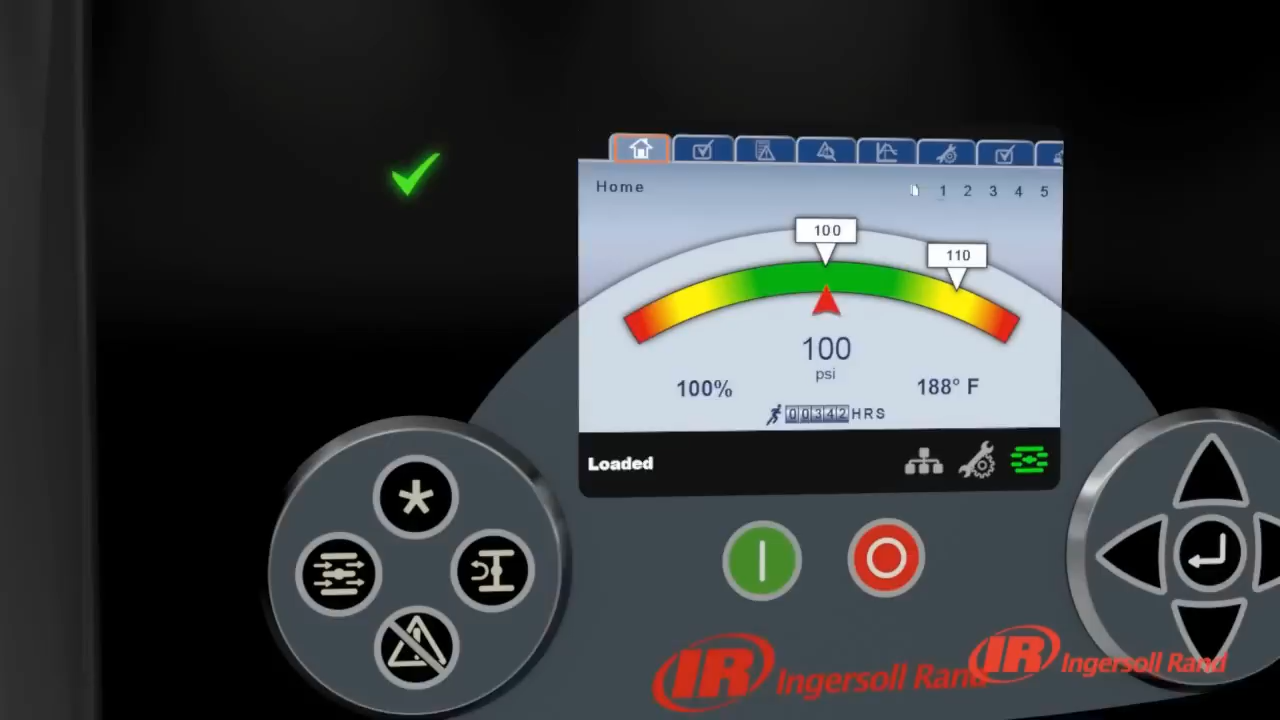 Home
1 2 3 4 5
100
110
100
psi
100%
188° F
00342 HRS
Loaded
IR Ingersoll Rand
IR Ingersoll Rand